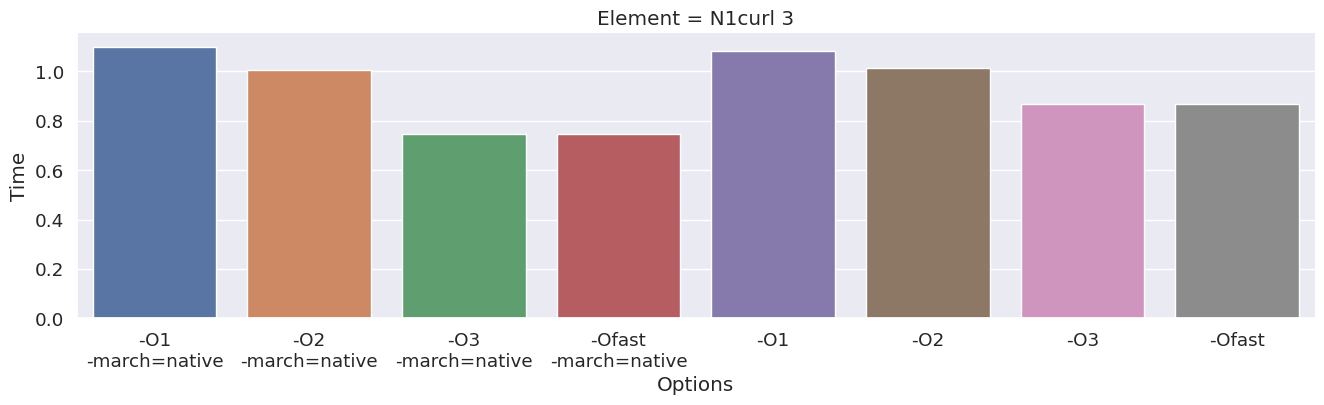 Element = N1curl 3
Time
1.0
0.8
0.6
0.4
0.2
0.0
-O1 -O2 -O3 -Ofast -O1 -O2 -O3 -Ofast
-march=native -march=native -march=native -march=native
Options